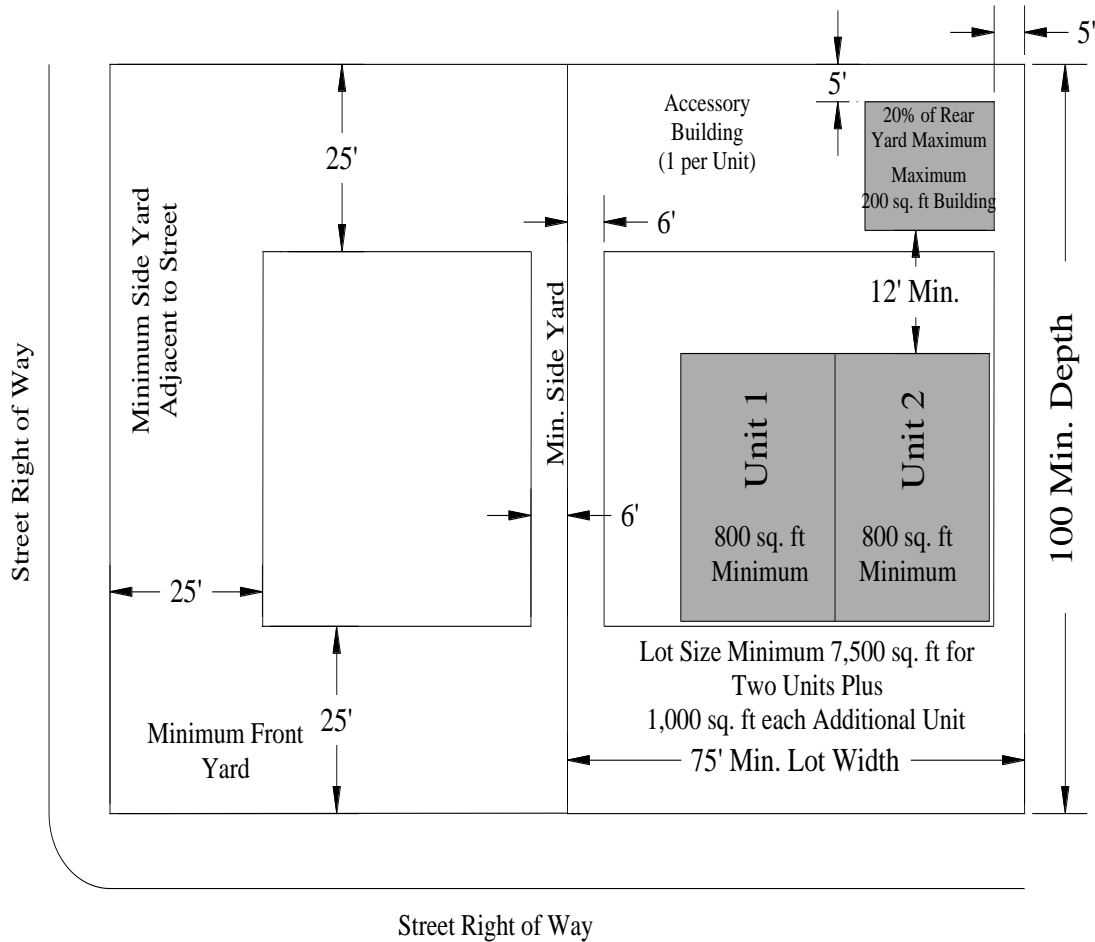 5'
5'
Accessory
Building
(1 per Unit)
20% of Rear
Yard Maximum
Maximum
200 sq. ft Building
25'
6'
Minimum Side Yard
Adjacent to Street
12' Min.
Street Right of Way
Min. Side Yard
Unit 1
Unit 2
100 Min. Depth
6'
800 sq. ft
Minimum
800 sq. ft
Minimum
25'
Lot Size Minimum 7,500 sq. ft for
Two Units Plus
1,000 sq. ft each Additional Unit
25'
Minimum Front
Yard
75' Min. Lot Width
Street Right of Way